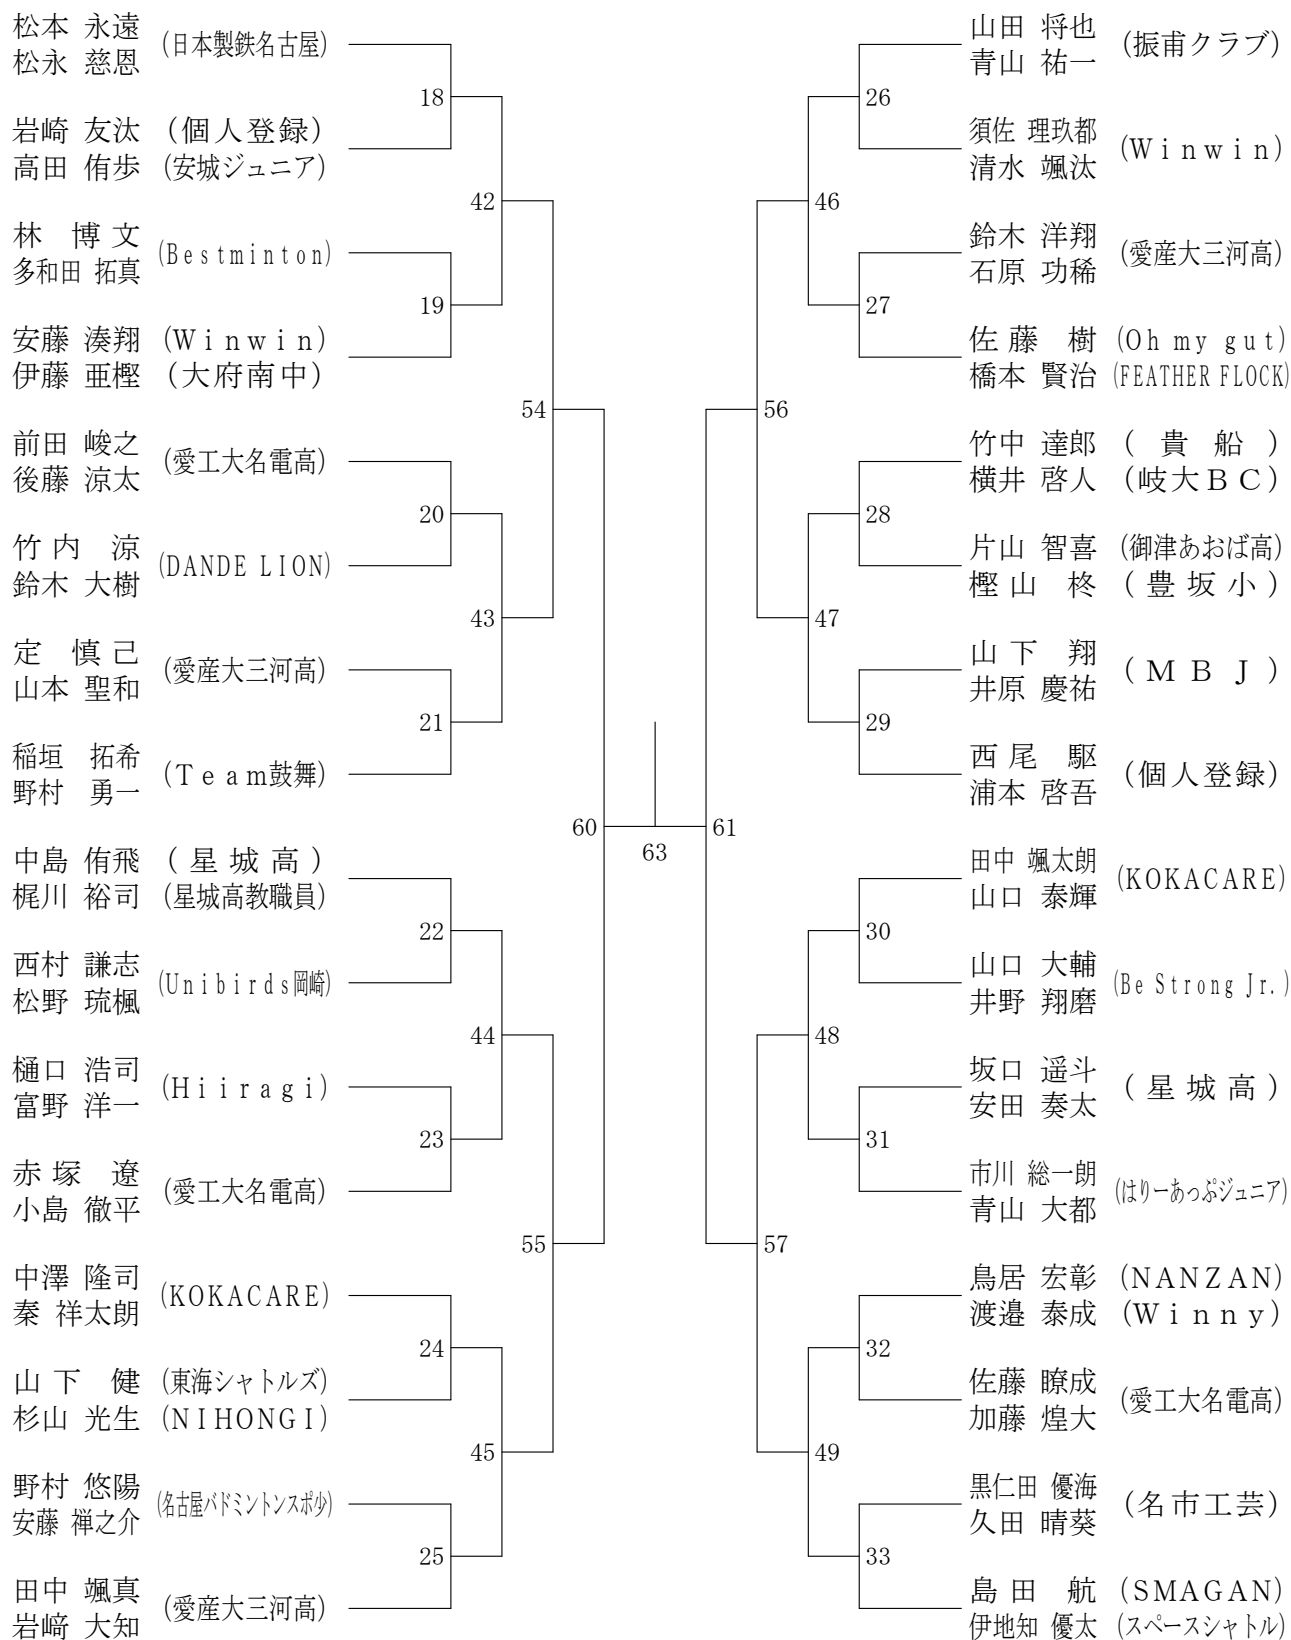 松本 永遠 (日本製鉄名古屋)
松永 慈恩
18
岩崎 友汰 (個人登録)
高田 侑歩 (安城ジュニア)
42
林 博文 (Bestminton)
多和田 拓真
19
安藤 湊翔 (Winwin)
伊藤 亜樫 (大府南中)
54
前田 峻之 (愛工大名電高)
後藤 涼太
20
竹内 涼 (DANDE LION)
鈴木 大樹
43
定 慎己 (愛産大三河高)
山本 聖和
21
稲垣 拓希 (Team鼓舞)
野村 勇一
60
中島 侑飛 (星城高)
梶川 裕司 (星城高教職員)
22
西村 謙志 (Unibirds岡崎)
松野 琉楓
44
樋口 浩司 (Hiiragi)
富野 洋一
23
赤塚 遼 (愛工大名電高)
小島 徹平
55
中澤 隆司 (KOKACARE)
秦 祥太朗
24
山下 健 (東海シャトルズ)
杉山 光生 (NIHONGI)
45
野村 悠陽 (名古屋バドミントンスポ少)
安藤 禅之介
25
田中 颯真 (愛産大三河高)
岩﨑 大知
63
山田 将也 (振甫クラブ)
青山 祐一
26
須佐 理玖都 (Winwin)
清水 颯汰
46
鈴木 洋翔 (愛産大三河高)
石原 功稀
27
佐藤 樹 (Oh my gut)
橋本 賢治 (FEATHER FLOCK)
56
竹中 達郎 (貴船)
横井 啓人 (岐大BC)
28
片山 智喜 (御津あおば高)
樫山 柊 (豊坂小)
47
山下 翔 (MBJ)
井原 慶祐
29
西尾 駆 (個人登録)
浦本 啓吾
61
田中 颯太朗 (KOKACARE)
山口 泰輝
30
山口 大輔 (Be Strong Jr.)
井野 翔磨
48
坂口 遥斗 (星城高)
安田 奏太
31
市川 総一朗 (はりーあっぷジュニア)
青山 大都
57
鳥居 宏彰 (NANZAN)
渡邉 泰成 (Winny)
32
佐藤 瞭成 (愛工大名電高)
加藤 煌大
49
黒仁田 優海 (名市工芸)
久田 晴葵
33
島田 航 (SMAGAN)
伊地知 優太 (スペースシャトル)